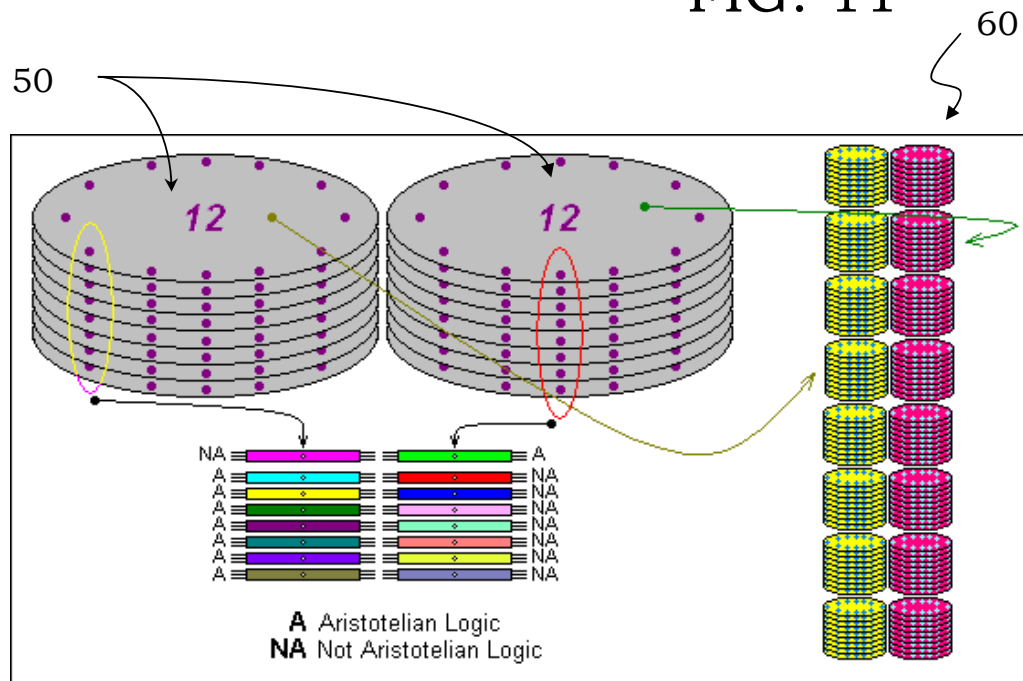 FIG. 11
60
50
12 12
NA A
A NA
A NA
A NA
A NA
A NA
A NA
A NA
A Aristotelian Logic
NA Not Aristotelian Logic